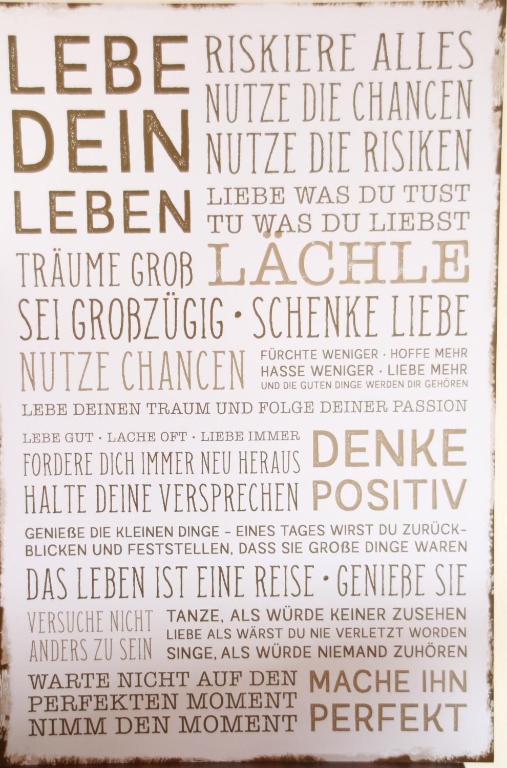 LEBE
DEIN
LEBEN
RISKIERE ALLES
NUTZE DIE CHANCEN
NUTZE DIE RISIKEN
LIEBE WAS DU TUST
TU WAS DU LIEBST
TRÄUME GROß
LÄCHLE
SEI GROßZÜGIG • SCHENKE LIEBE
NUTZE CHANCEN
FÜRCHTE WENIGER · HOFFE MEHR
HASSE WENIGER · LIEBE MEHR
UND DIE GUTEN DINGE WERDEN DIR GEHÖREN
LEBE DEINEN TRAUM UND FOLGE DEINER PASSION
LEBE GUT · LACHE OFT · LIEBE IMMER
FORDERE DICH IMMER NEU HERAUS
HALTE DEINE VERSPRECHEN
DENKE
POSITIV
GENIEßE DIE KLEINEN DINGE – EINES TAGES WIRST DU ZURÜCK-
BLICKEN UND FESTSTELLEN, DASS SIE GROßE DINGE WAREN
DAS LEBEN IST EINE REISE • GENIEßE SIE
VERSUCHE NICHT
ANDERS ZU SEIN
TANZE, ALS WÜRDE KEINER ZUSEHEN
LIEBE ALS WÄRST DU NIE VERLETZT WORDEN
SINGE, ALS WÜRDE NIEMAND ZUHÖREN
WARTE NICHT AUF DEN
PERFEKTEN MOMENT
NIMM DEN MOMENT
MACHE IHN
PERFEKT